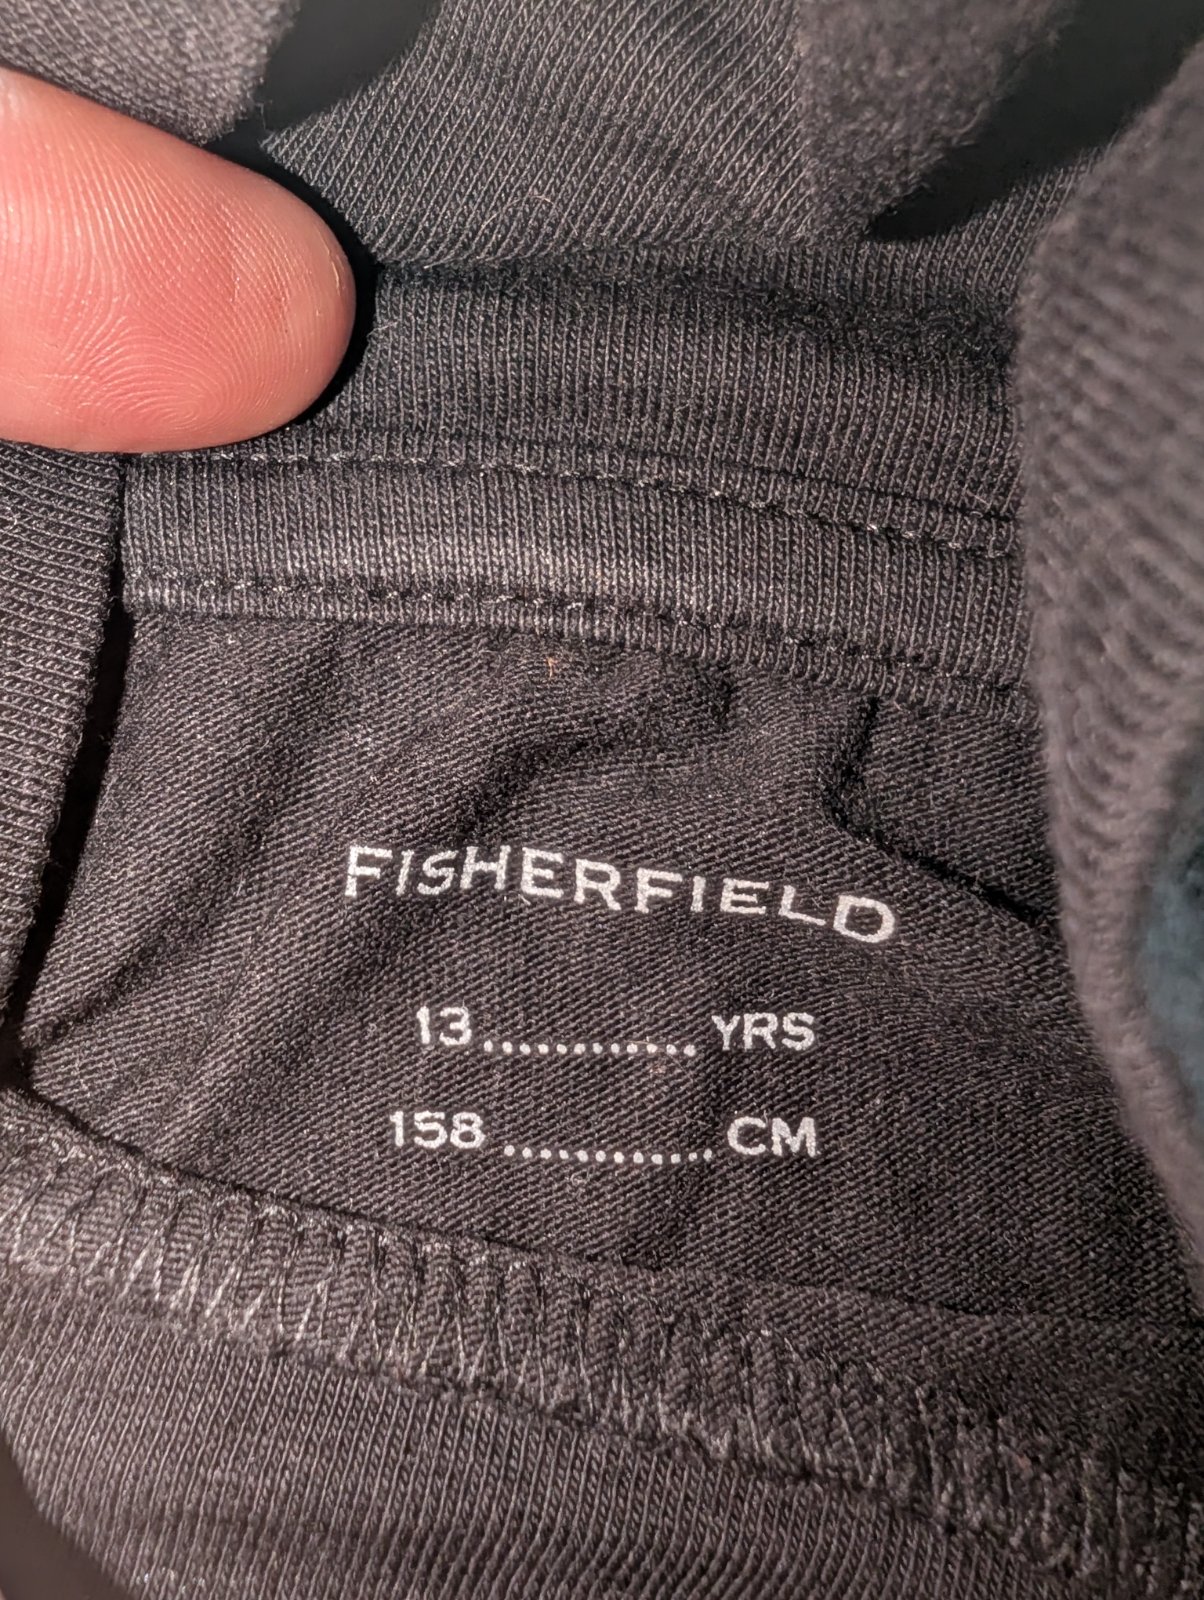 FISHERFIELD
13............ YRS
158............ CM